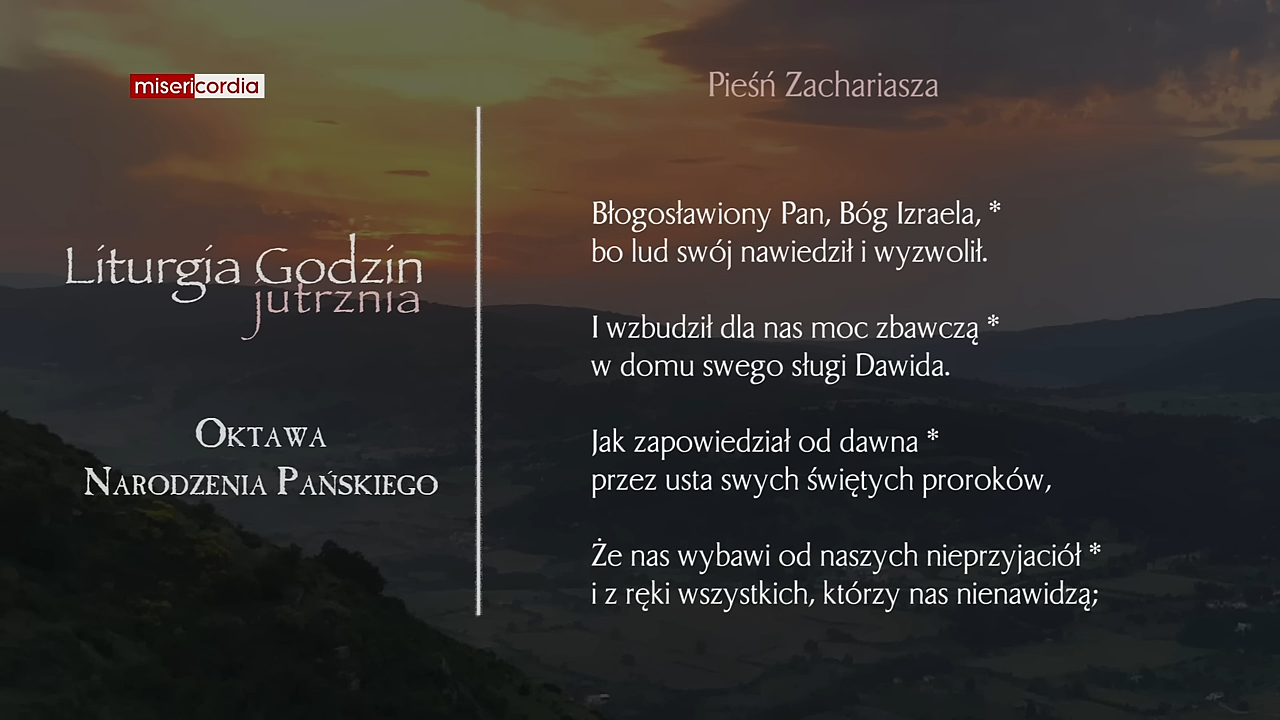 misericordia
Liturgia Godzin
jutrznia
Oktawa
Narodzenia Pańskiego
Pieśń Zachariasza
Błogosławiony Pan, Bóg Izraela, *
bo lud swój nawiedził i wyzwolił.
I wzbudził dla nas moc zbawczą *
w domu swego sługi Dawida.
Jak zapowiedział od dawna *
przez usta swych świętych proroków,
Że nas wybawi od naszych nieprzyjaciół *
i z ręki wszystkich, którzy nas nienawidzą;